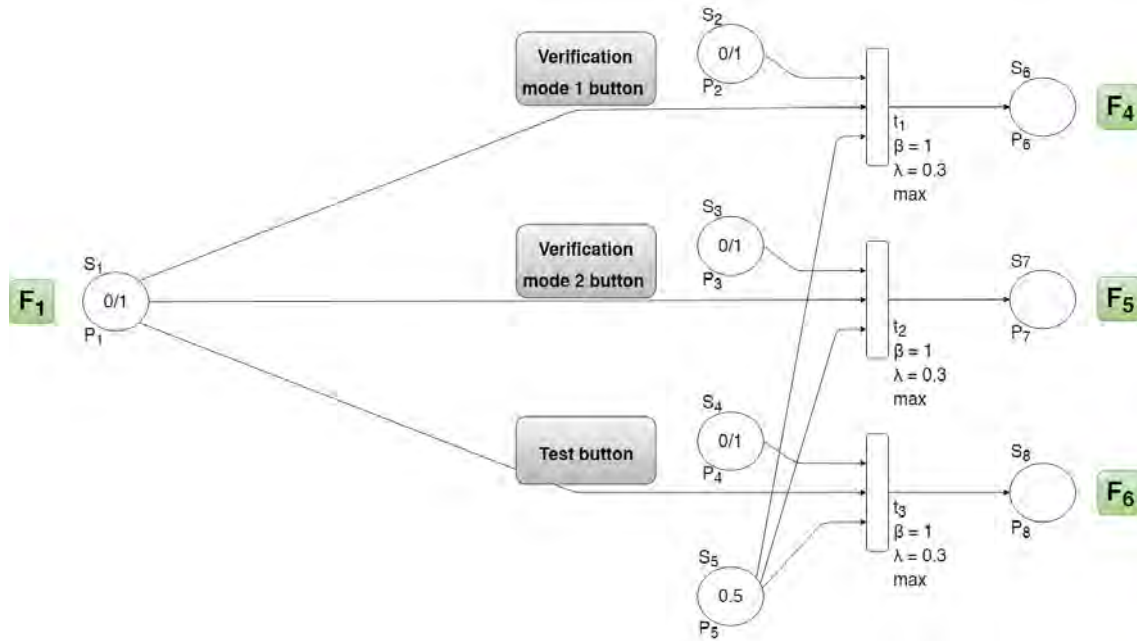 S2
0/1
P2
Verification
mode 1 button
t1
β = 1
λ = 0.3
max
S6
P6
F4
F1
S1
0/1
P1
Verification
mode 2 button
S3
0/1
P3
t2
β = 1
λ = 0.3
max
S7
P7
F5
Test button
S4
0/1
P4
t3
β = 1
λ = 0.3
max
S8
P8
F6
S5
0.5
P5